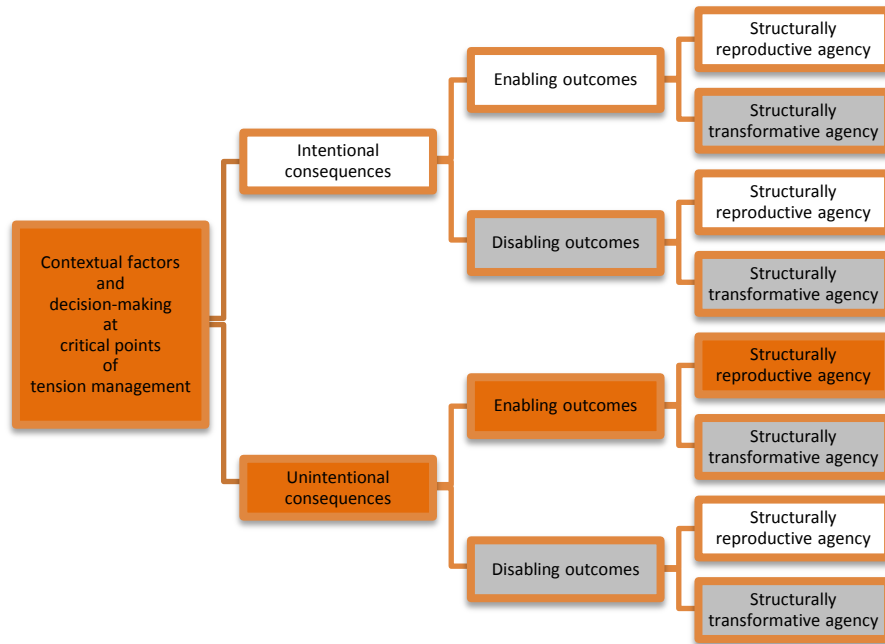 Contextual factors
and
decision-making
at
critical points
of
tension management
Intentional
consequences
Enabling outcomes
Structurally
reproductive agency
Structurally
transformative agency
Disabling outcomes
Structurally
reproductive agency
Structurally
transformative agency
Unintentional
consequences
Enabling outcomes
Structurally
reproductive agency
Structurally
transformative agency
Disabling outcomes
Structurally
reproductive agency
Structurally
transformative agency